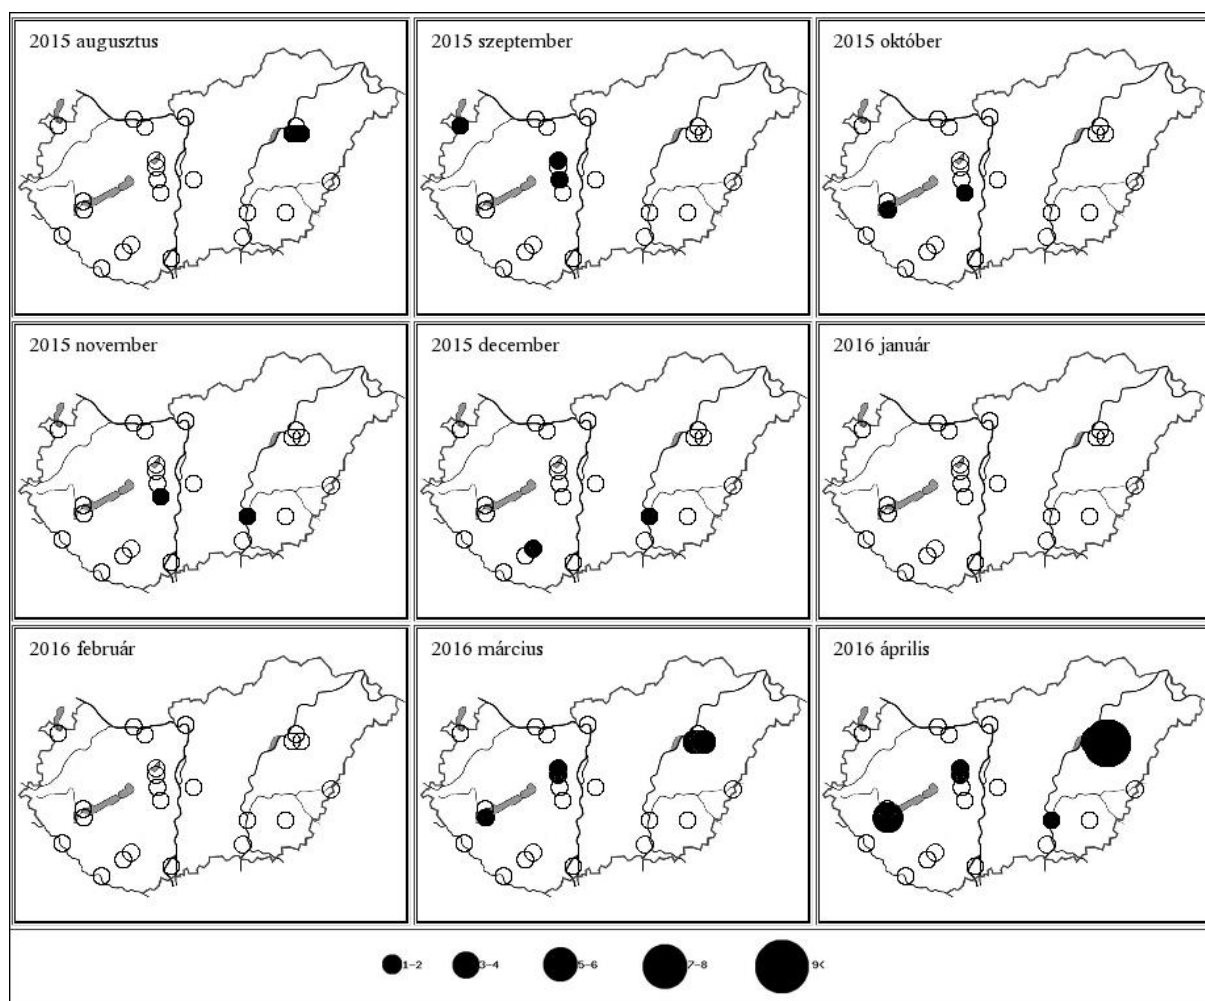 2015 augusztus
2015 szeptember
2015 október
2015 november
2015 december
2016 január
2016 február
2016 március
2016 április
1-2
3-4
5-6
7-8
9<